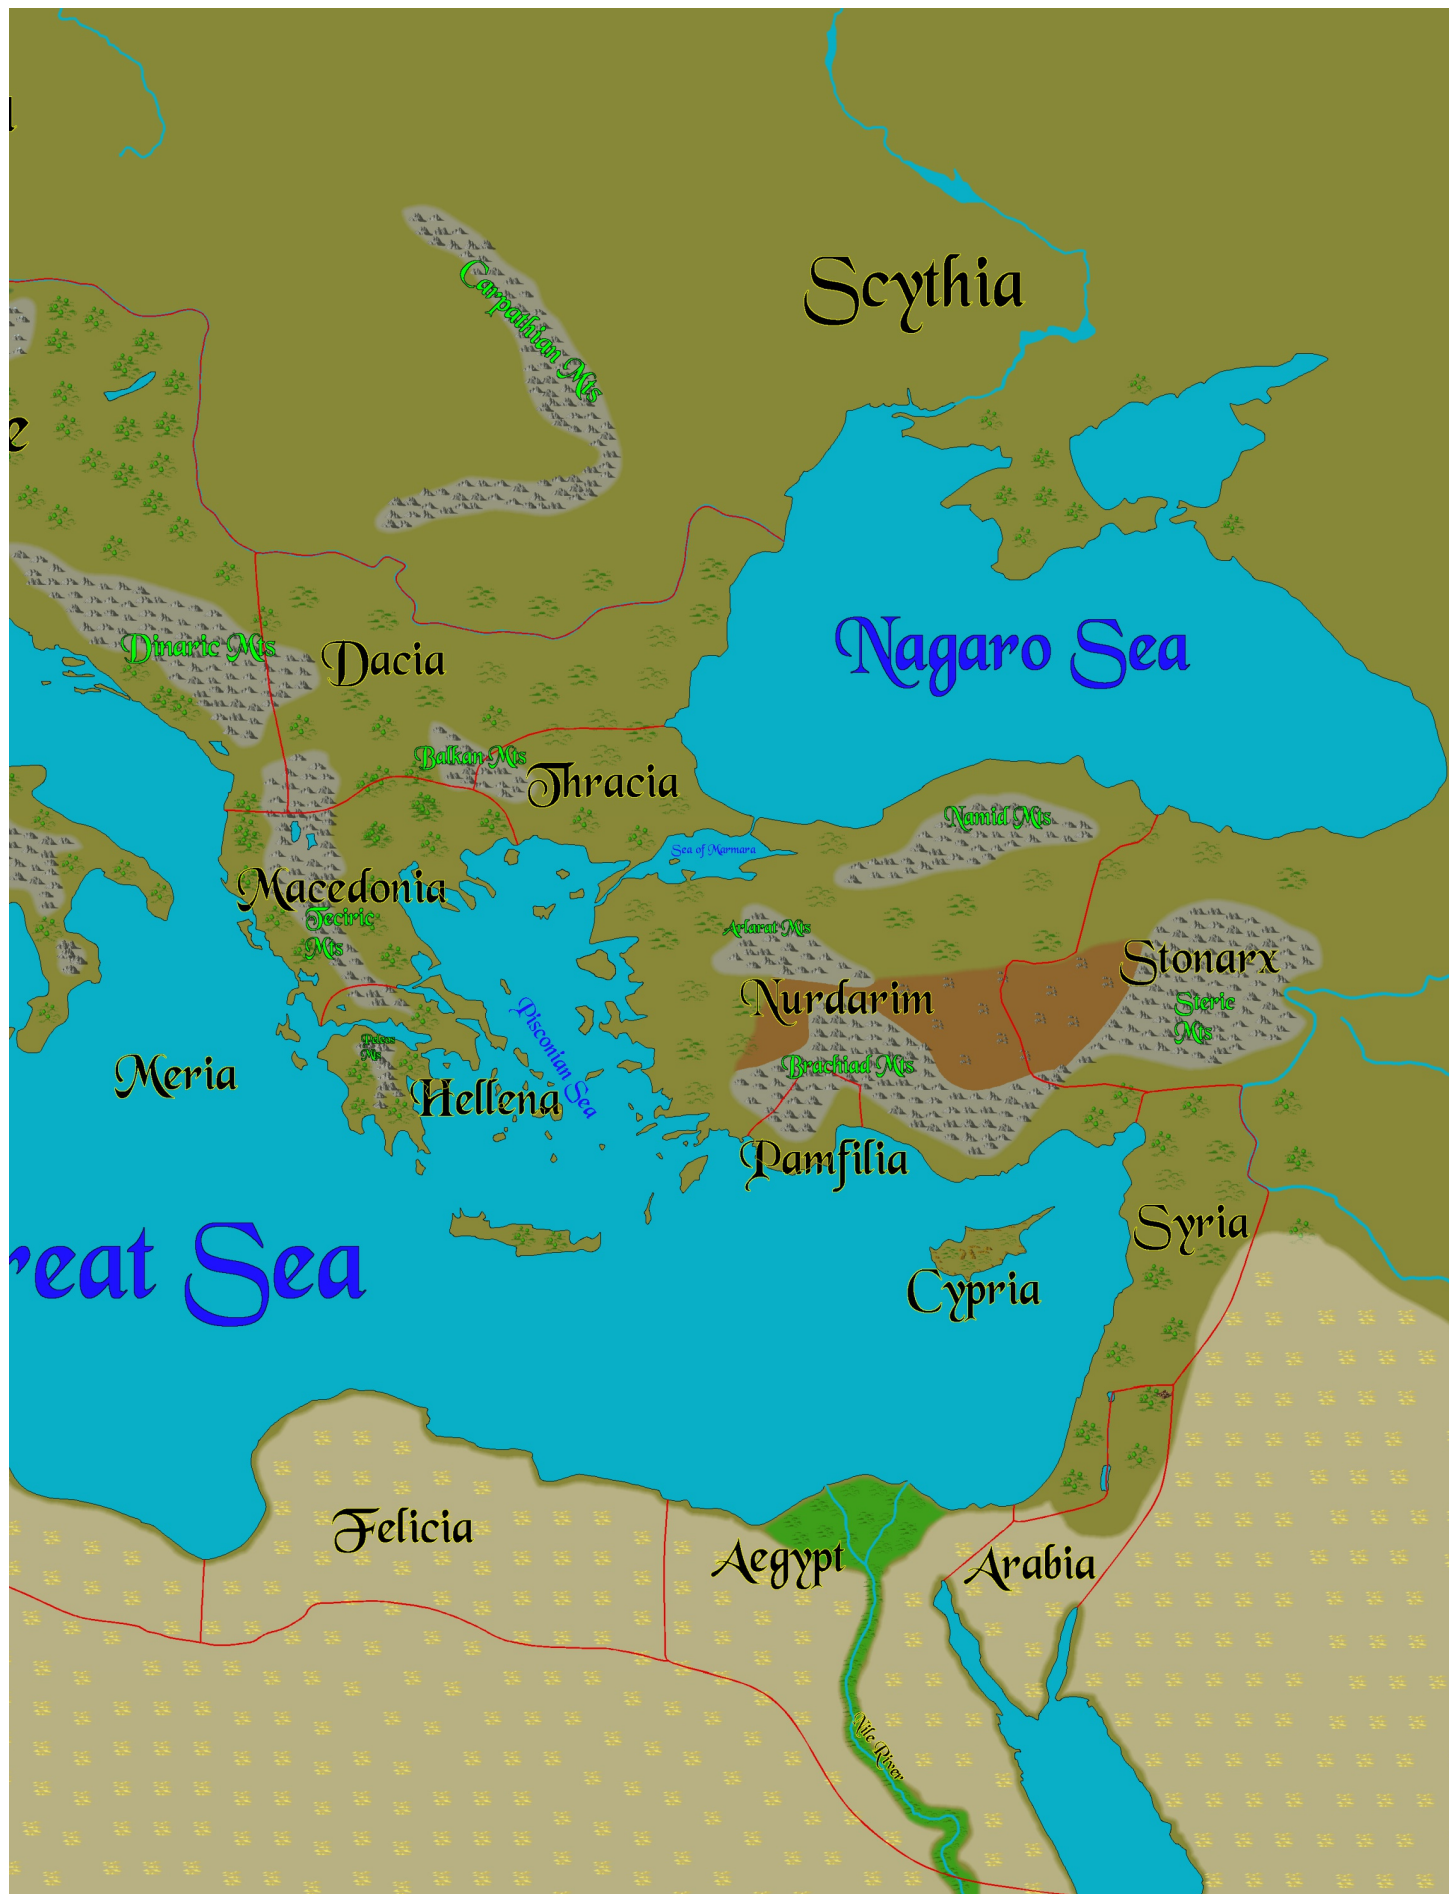 Scythia
Carpathian Mts
e
Nagaro Sea
Dinaric Mts
Dacia
Balkan Mts
Thracia
Namid Mts
Sea of Marmara
Macedonia
Teciric
Mts
Arlarat Mts
Stonarx
Nurdarim
Steric
Mts
Pisconian Sea
Mts
Meria
Brachiad Mts
Hellena
Pamfilia
Syria
reat Sea
Cypria
Felicia
Aegypt
Arabia
Nile River